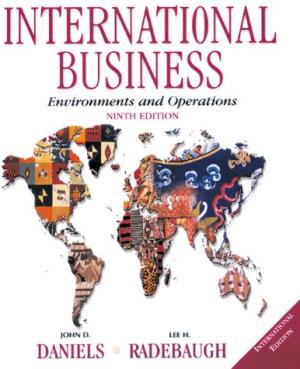 INTERNATIONAL
BUSINESS
Environments and Operations
NINTH EDITION
JOHN D. LEE H.
DANIELS RADEBAUGH
INTERNATIONAL
EDITION